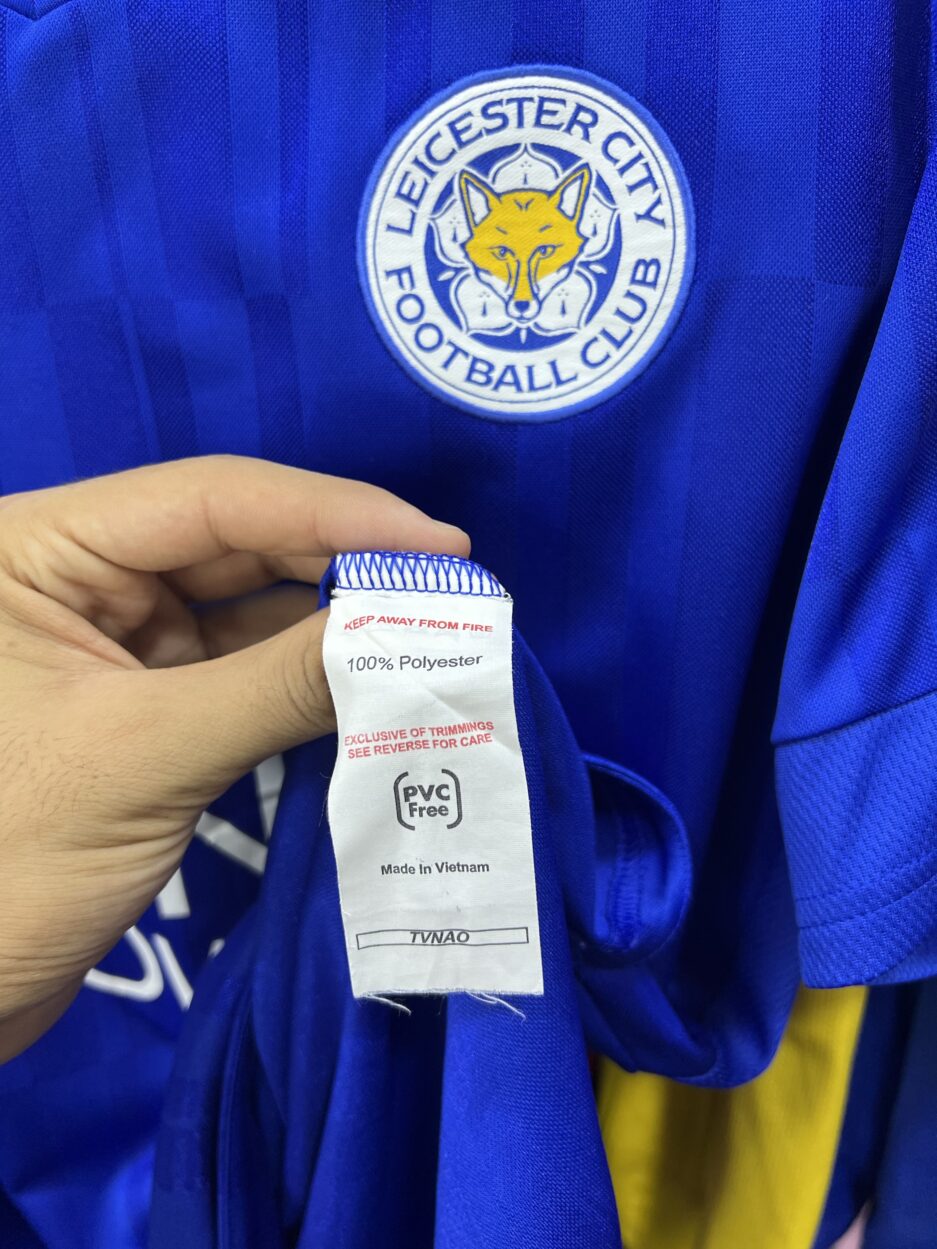 LEICESTER CITY
FOOTBALL CLUB
KEEP AWAY FROM FIRE
100% Polyester
EXCLUSIVE OF TRIMMINGS
SEE REVERSE FOR CARE
PVC
Free
Made In Vietnam
TVNAO